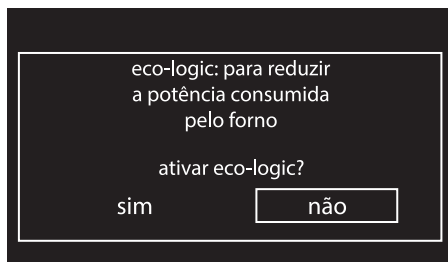 eco-logic: para reduzir
a potência consumida
pelo forno
ativar eco-logic?
sim não